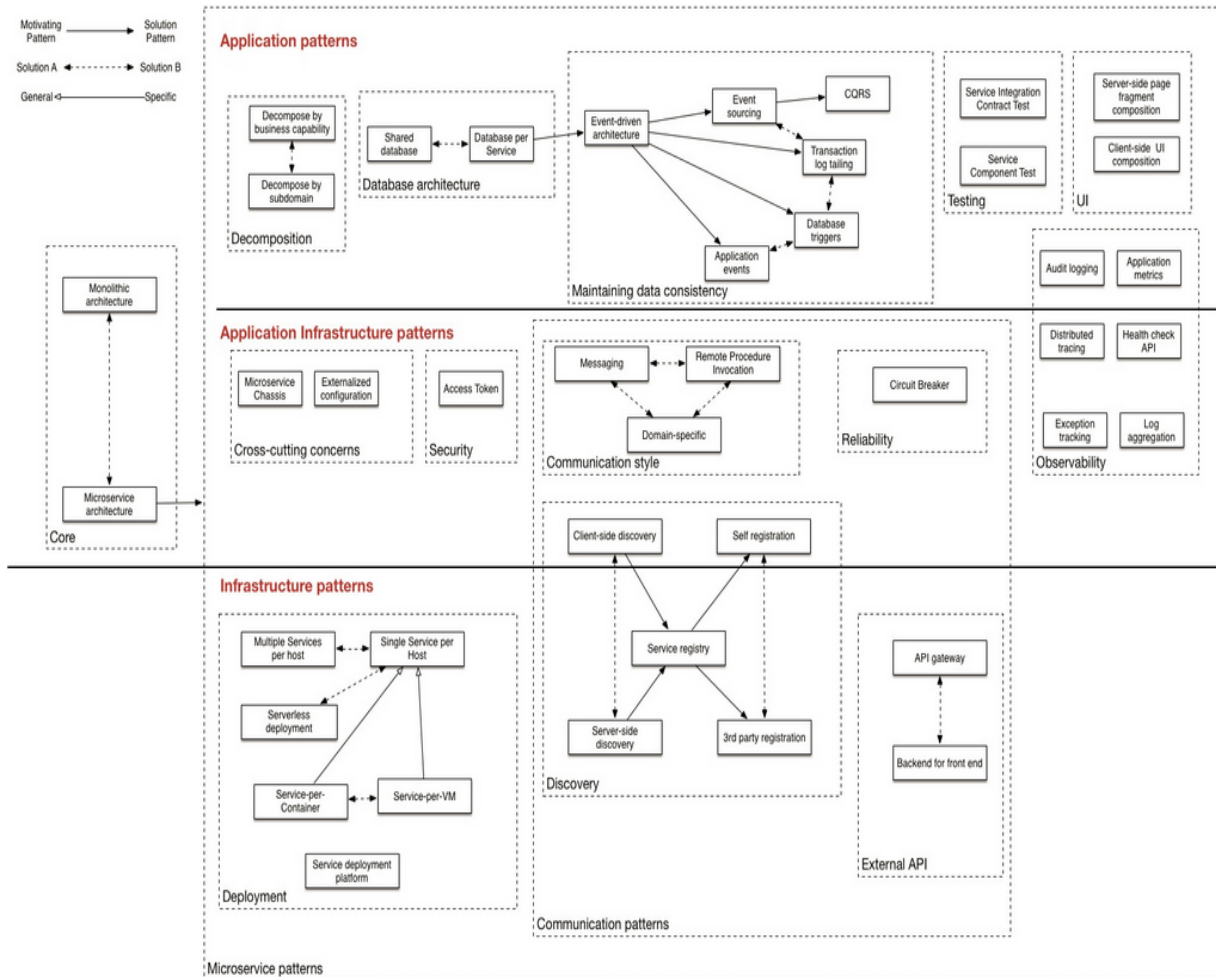 Motivating
Pattern
Solution
Pattern
Solution A
Solution B
General
Specific
Application patterns
Decompose by
business capability
Decompose by
subdomain
Decomposition
Shared
database
Database per
Service
Database architecture
Event-driven
architecture
Event
sourcing
CQRS
Transaction
log tailing
Database
triggers
Application
events
Maintaining data consistency
Service Integration
Contract Test
Service
Component Test
Testing
Server-side page
fragment
composition
Client-side UI
composition
UI
Monolithic
architecture
Microservice
architecture
Core
Application Infrastructure patterns
Microservice
Chassis
Externalized
configuration
Cross-cutting concerns
Access Token
Security
Messaging
Remote Procedure
Invocation
Domain-specific
Communication style
Circuit Breaker
Reliability
Audit logging
Application
metrics
Distributed
tracing
Health check
API
Exception
tracking
Log
aggregation
Observability
Client-side discovery
Self registration
Service registry
Server-side
discovery
3rd party registration
Discovery
Infrastructure patterns
Multiple Services
per host
Single Service per
Host
Serverless
deployment
Service-per-
Container
Service-per-VM
Service deployment
platform
Deployment
API gateway
Backend for front end
External API
Communication patterns
Microservice patterns